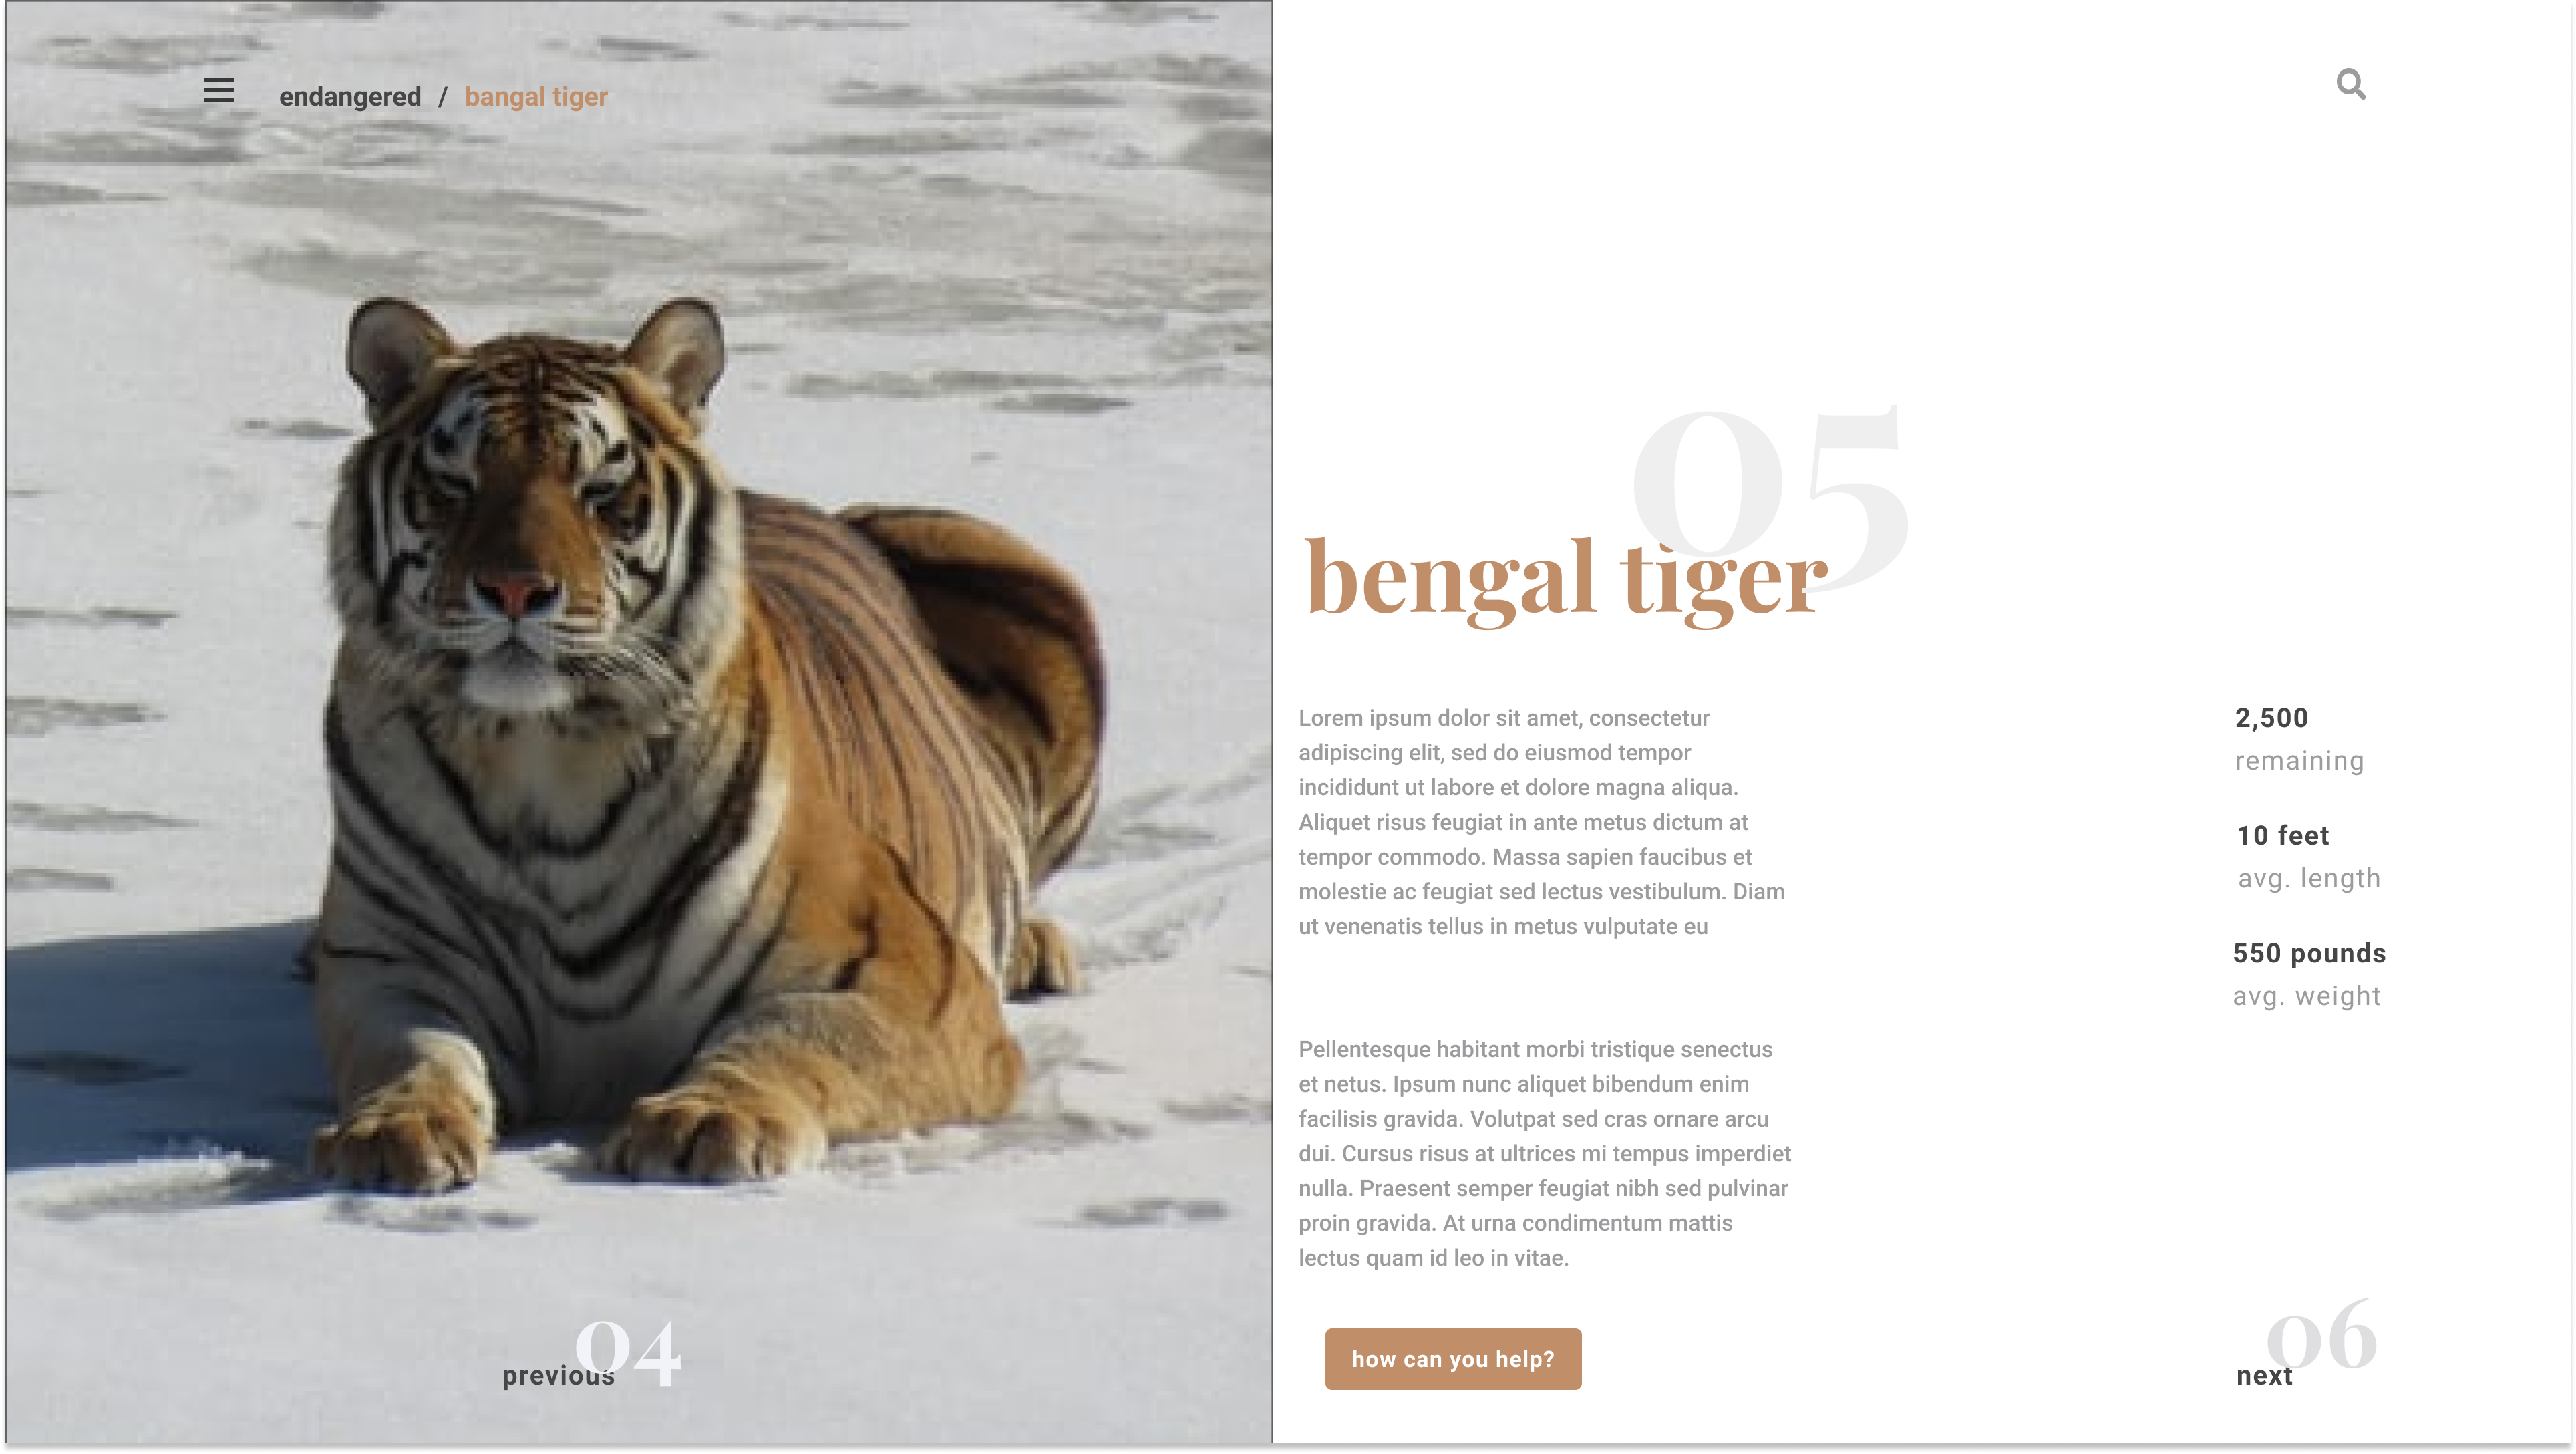 endangered / bangal tiger
05
bengal tiger
Lorem ipsum dolor sit amet, consectetur
adipiscing elit, sed do eiusmod tempor
incididunt ut labore et dolore magna aliqua.
Aliquet risus feugiat in ante metus dictum at
tempor commodo. Massa sapien faucibus et
molestie ac feugiat sed lectus vestibulum. Diam
ut venenatis tellus in metus vulputate eu
Pellentesque habitant morbi tristique senectus
et netus. Ipsum nunc aliquet bibendum enim
facilisis gravida. Volutpat sed cras ornare arcu
dui. Cursus risus at ultrices mi tempus imperdiet
nulla. Praesent semper feugiat nibh sed pulvinar
proin gravida. At urna condimentum mattis
lectus quam id leo in vitae.
2,500
remaining
10 feet
avg. length
550 pounds
avg. weight
04
previous
how can you help?
06
next